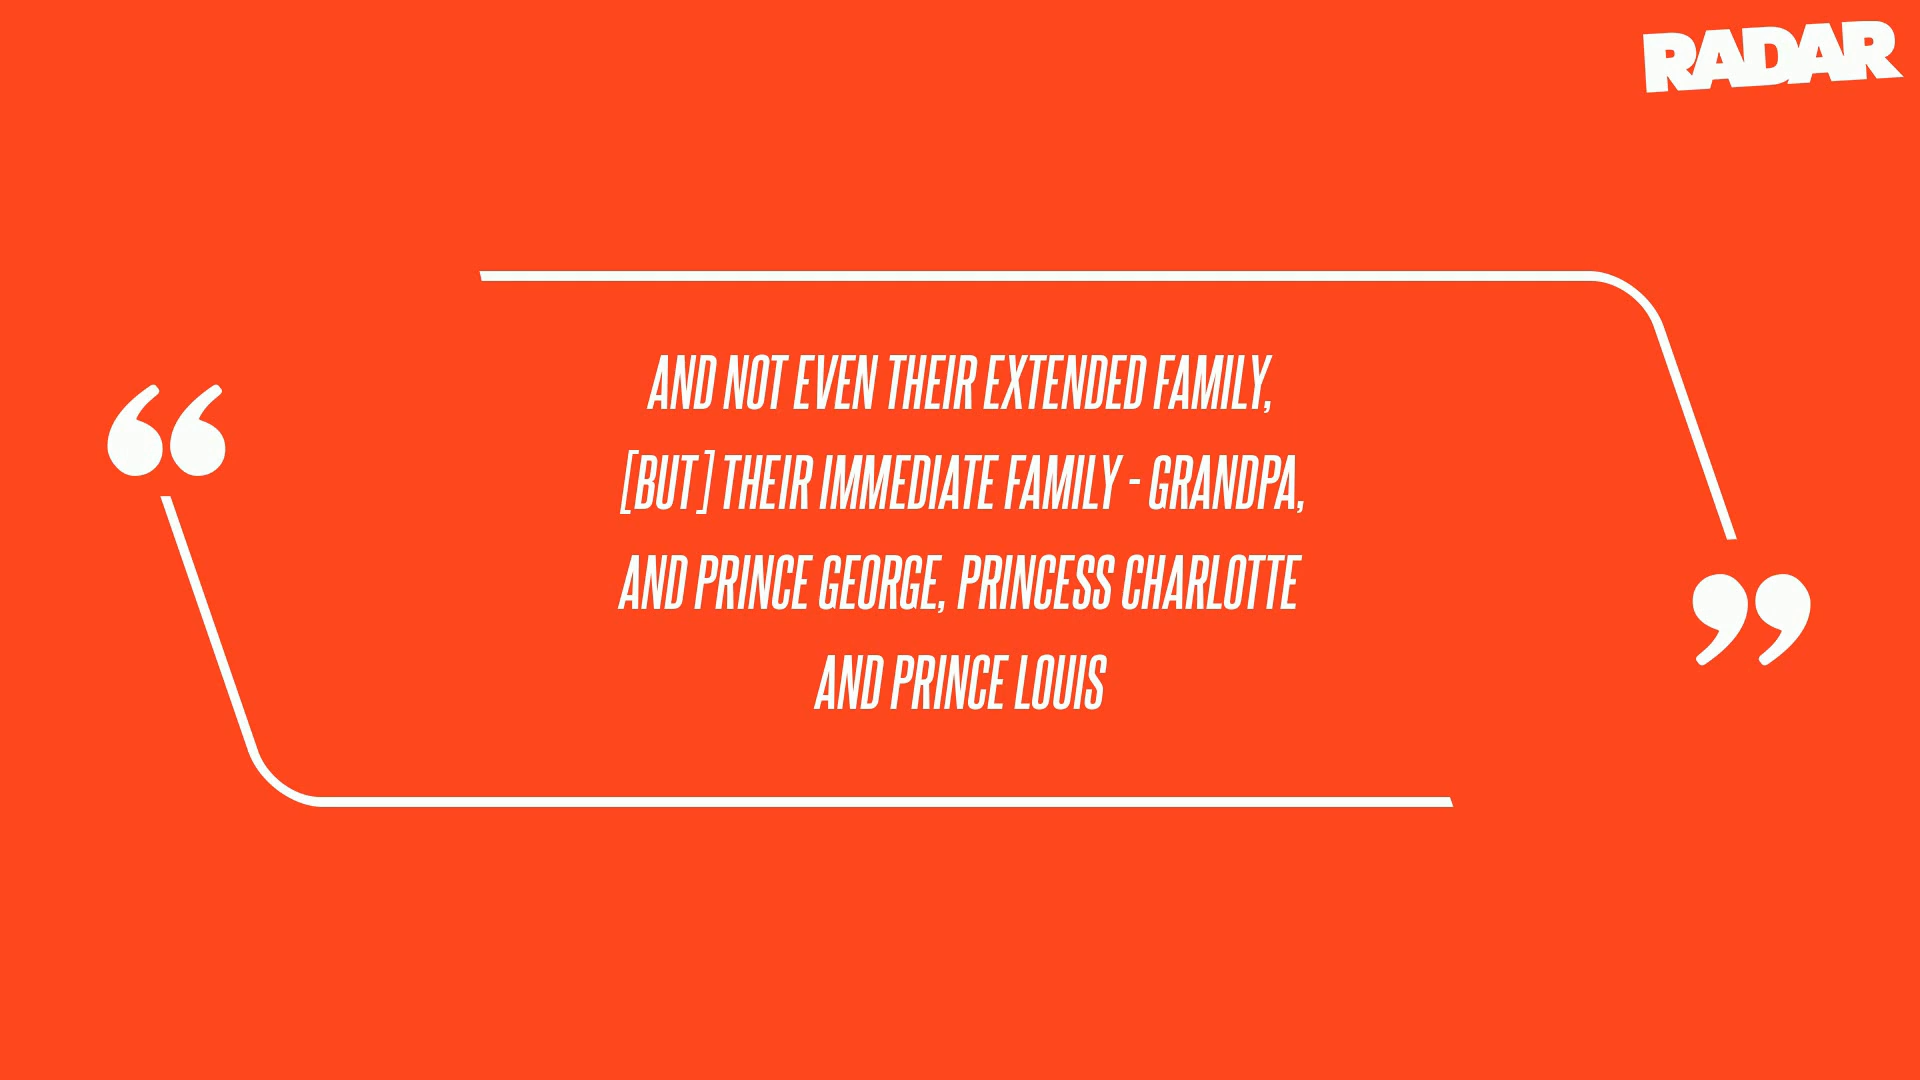 RADAR
AND NOT EVEN THEIR EXTENDED FAMILY,
[BUT] THEIR IMMEDIATE FAMILY - GRANDPA,
AND PRINCE GEORGE, PRINCESS CHARLOTTE
AND PRINCE LOUIS